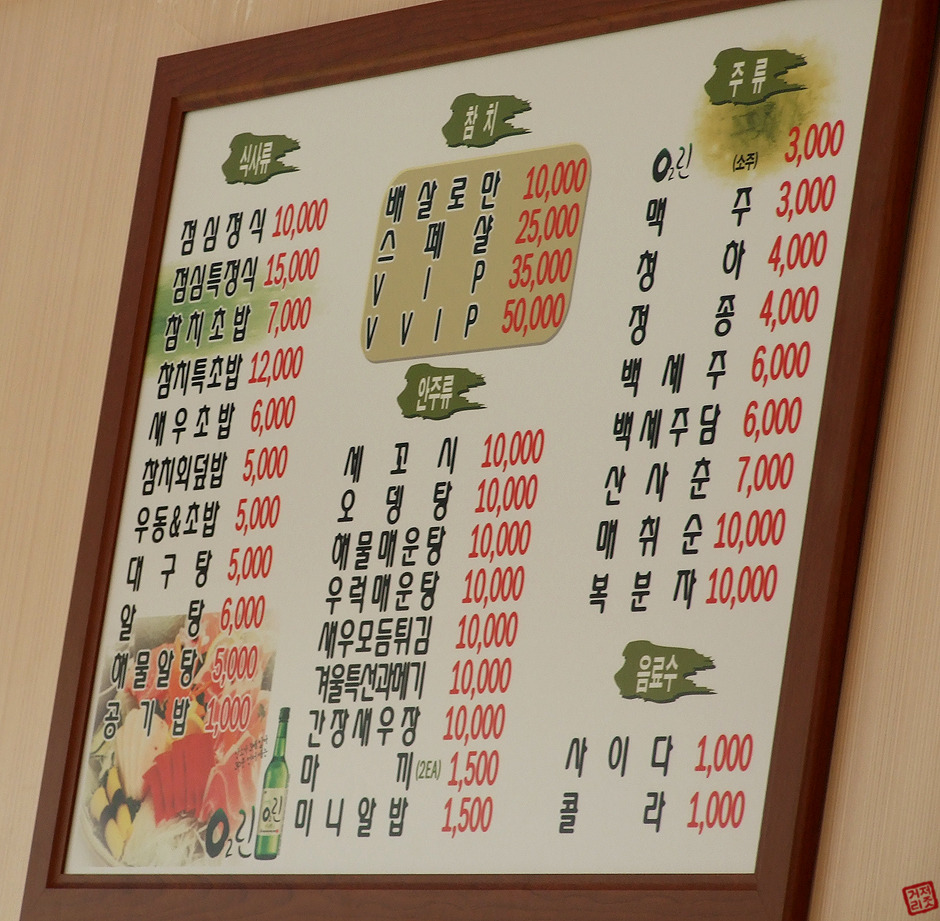 식사류
점심정식 10,000
점심특정식 15,000
참치초밥 7,000
참치특초밥 12,000
새우초밥 6,000
참치회덮밥 5,000
우동&초밥 5,000
대구탕 5,000
알탕 6,000
해물알탕 5,000
공기밥 1,000
O₂린
O₂린
참치
배살로만 10,000
스페샬 25,000
VIP 35,000
VVIP 50,000
안주류
세꼬시 10,000
오뎅탕 10,000
해물매운탕 10,000
우럭매운탕 10,000
새우모듬튀김 10,000
겨울특선과메기 10,000
간장새우장 10,000
마끼(2EA) 1,500
미니알밥 1,500
주류
O₂린 (소주) 3,000
맥주 3,000
청하 4,000
정종 4,000
백세주 6,000
백세주담 6,000
산사춘 7,000
매취순 10,000
복분자 10,000
음료수
사이다 1,000
콜라 1,000